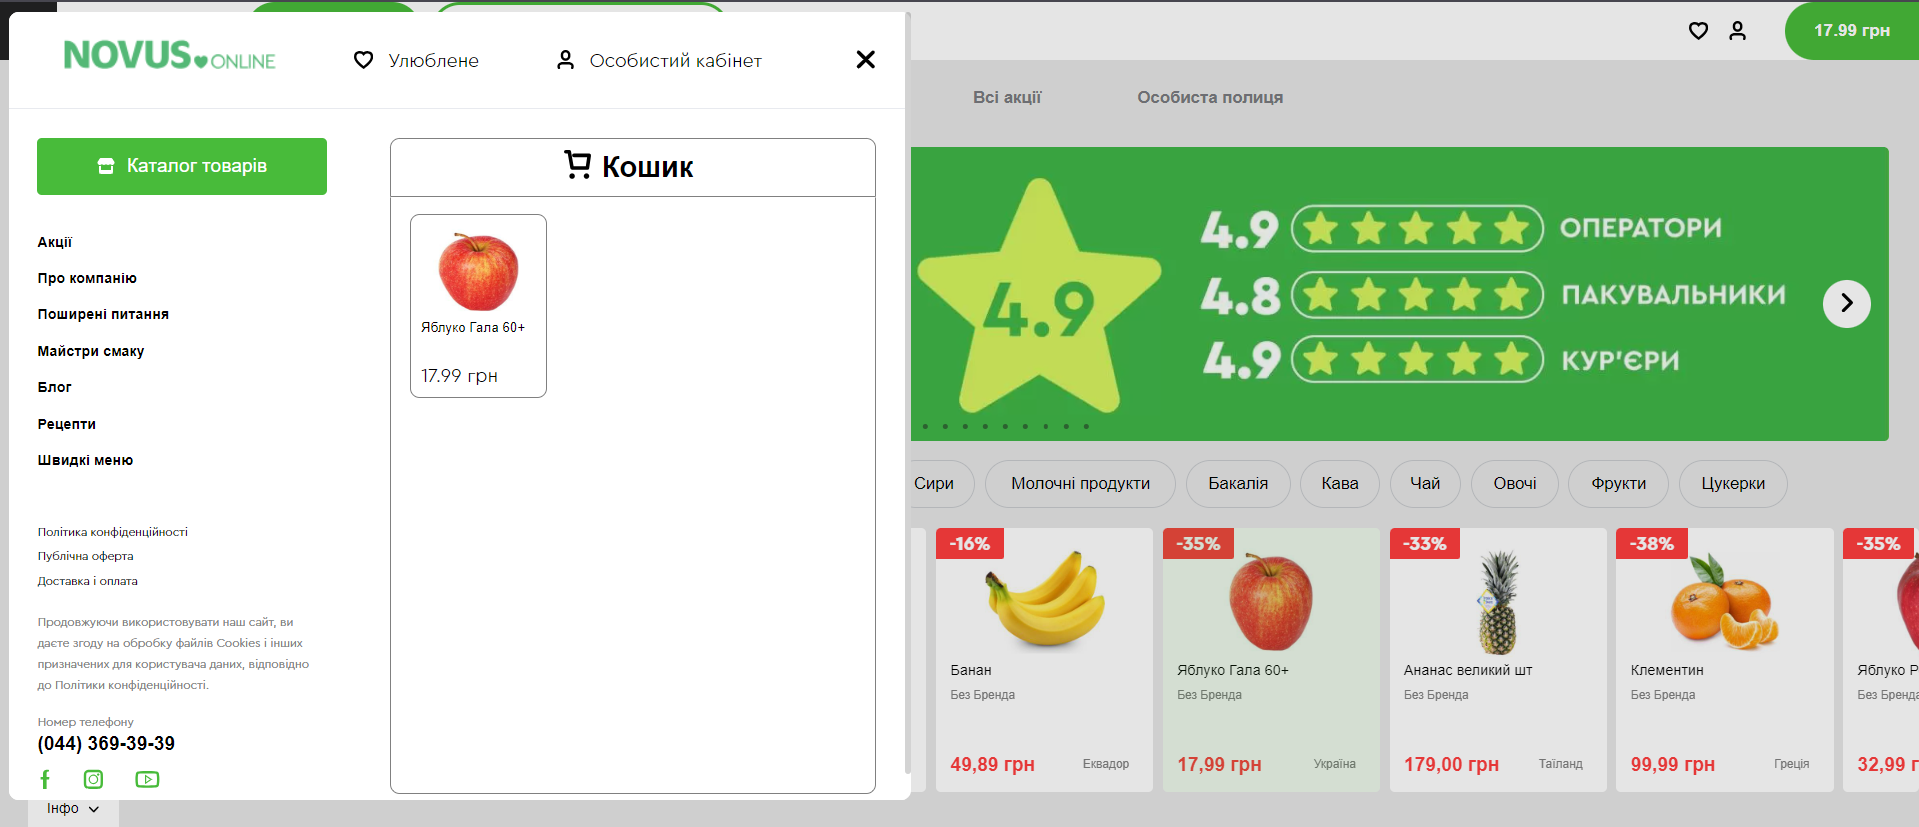 NOVUS ONLINE
Улюблене
Особистий кабінет
17.99 грн
Всі акції
Особиста полиця
Каталог товарів
Акції
Про компанію
Поширені питання
Майстри смаку
Блог
Рецепти
Швидкі меню
Політика конфіденційності
Публічна оферта
Доставка і оплата
Продовжуючи використовувати наш сайт, ви
даєте згоду на обробку файлів Cookies і інших
призначених для користувача даних, відповідно
до Політики конфіденційності.
Номер телефону
(044) 369-39-39
Інфо
Кошик
Яблуко Гала 60+
17.99 грн
4.9
4.9 ОПЕРАТОРИ
4.8 ПАКУВАЛЬНИКИ
4.9 КУР'ЄРИ
Сири
Молочні продукти
Бакалія
Кава
Чай
Овочі
Фрукти
Цукерки
-16%
Банан
Без Бренда
49,89 грн
Еквадор
-35%
Яблуко Гала 60+
Без Бренда
17,99 грн
Україна
-33%
Ананас великий шт
Без Бренда
179,00 грн
Таїланд
-38%
Клементин
Без Бренда
99,99 грн
Греція
-35%
Яблуко Р
Без Бренда
32,99 г